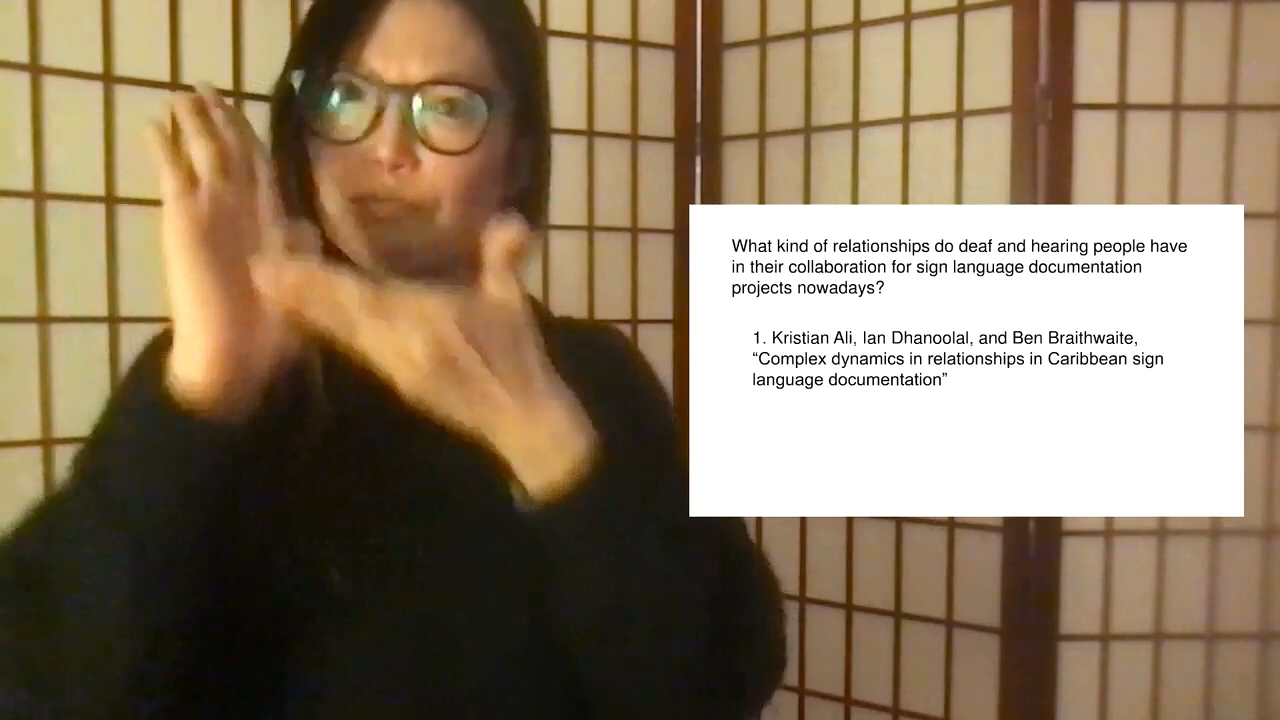 What kind of relationships do deaf and hearing people have
in their collaboration for sign language documentation
projects nowadays?
1. Kristian Ali, Ian Dhanoolal, and Ben Braithwaite,
“Complex dynamics in relationships in Caribbean sign
language documentation”